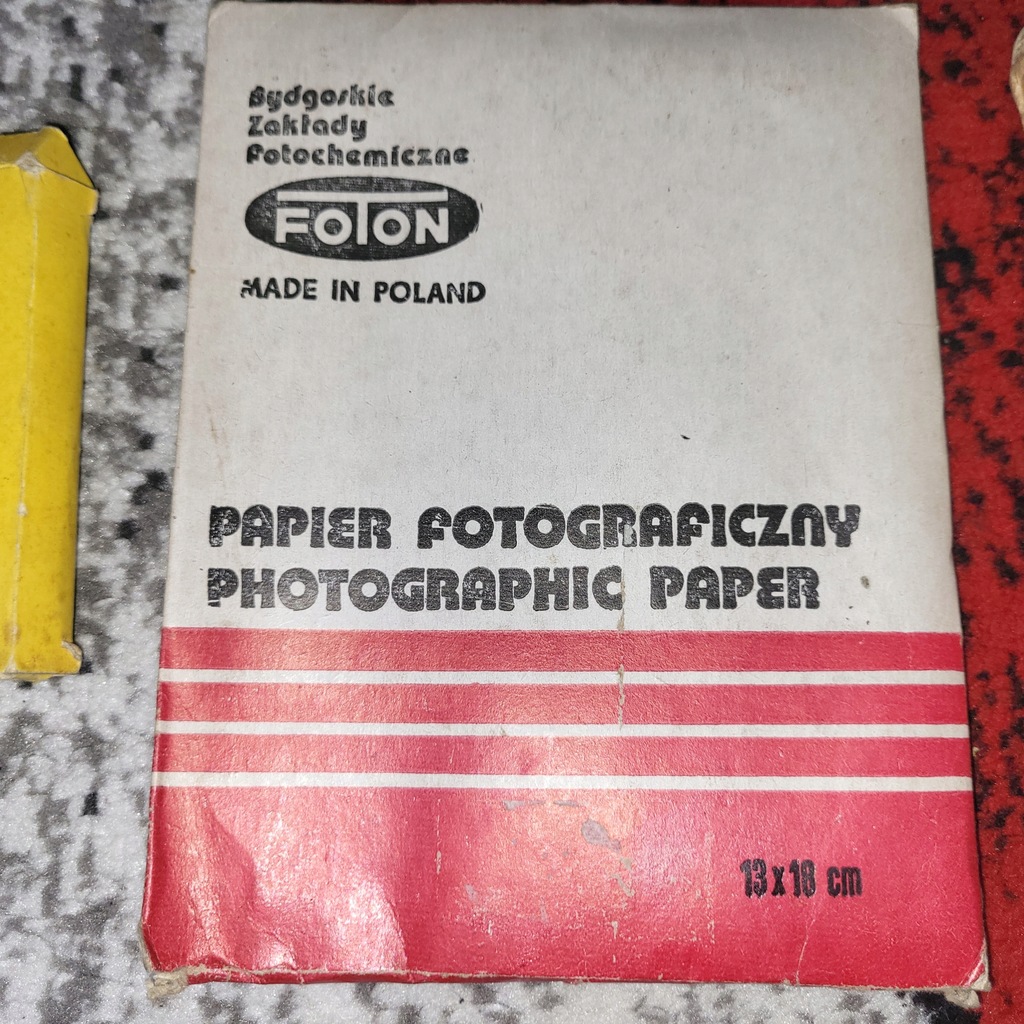 Bydgoskie
Zakłady
Fotochemiczne
FOTON
MADE IN POLAND
PAPIER FOTOGRAFICZNY
PHOTOGRAPHIC PAPER
13 x 18 cm